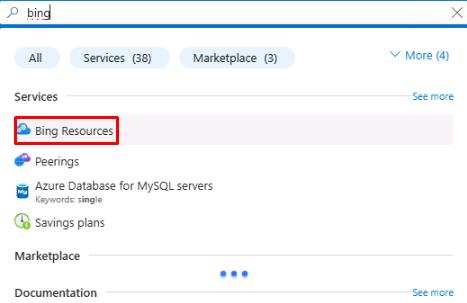 bing
All
Services (38)
Marketplace (3)
More (4)
Services
See more
Bing Resources
Peerings
Azure Database for MySQL servers
Keywords: single
Savings plans
Marketplace
Documentation
See more